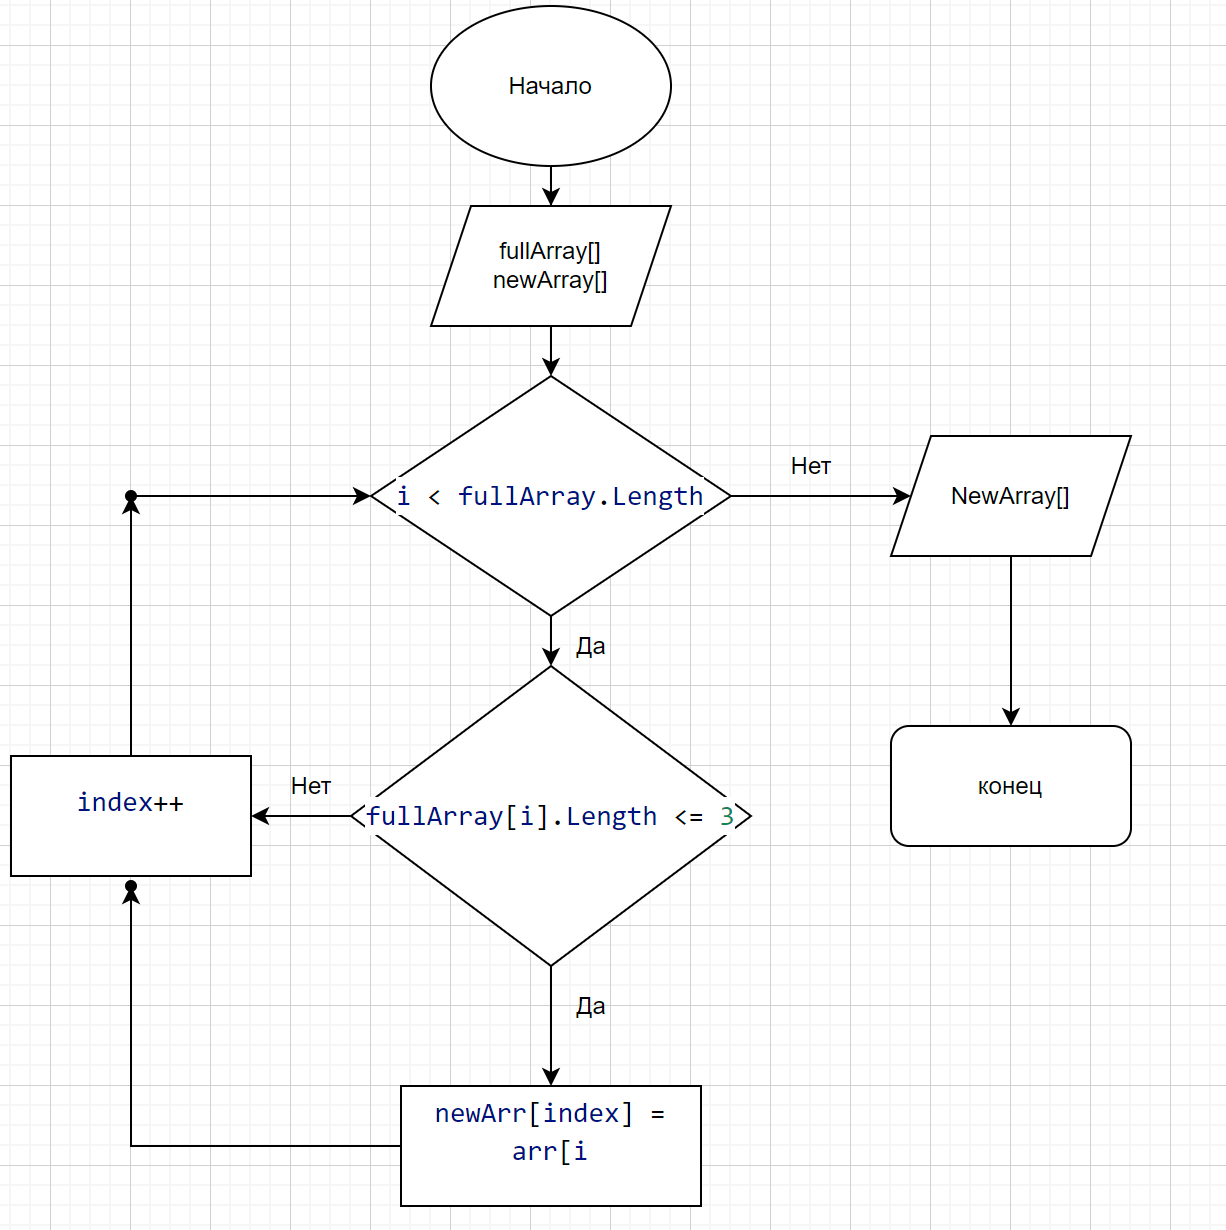 Начало
fullArray[]
newArray[]
i < fullArray.Length
Нет
NewArray[]
Да
index++
Нет
fullArray[i].Length <= 3
конец
Да
newArr[index] =
arr[i